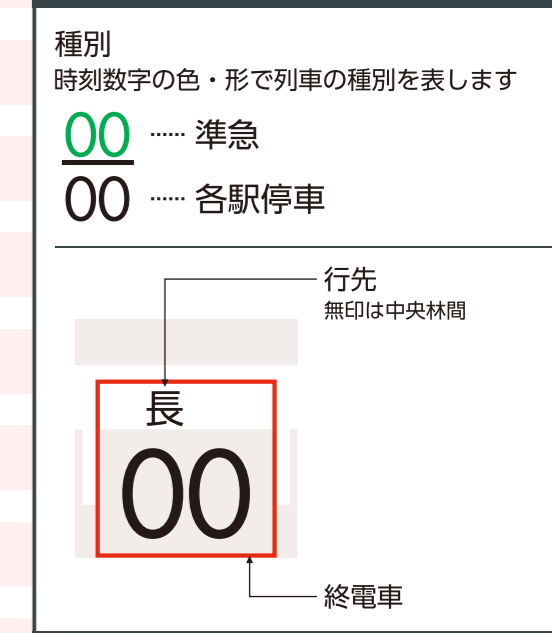 種別
時刻数字の色・形で列車の種別を表します
00 …… 準急
00 …… 各駅停車
行先
無印は中央林間
長
00
終電車